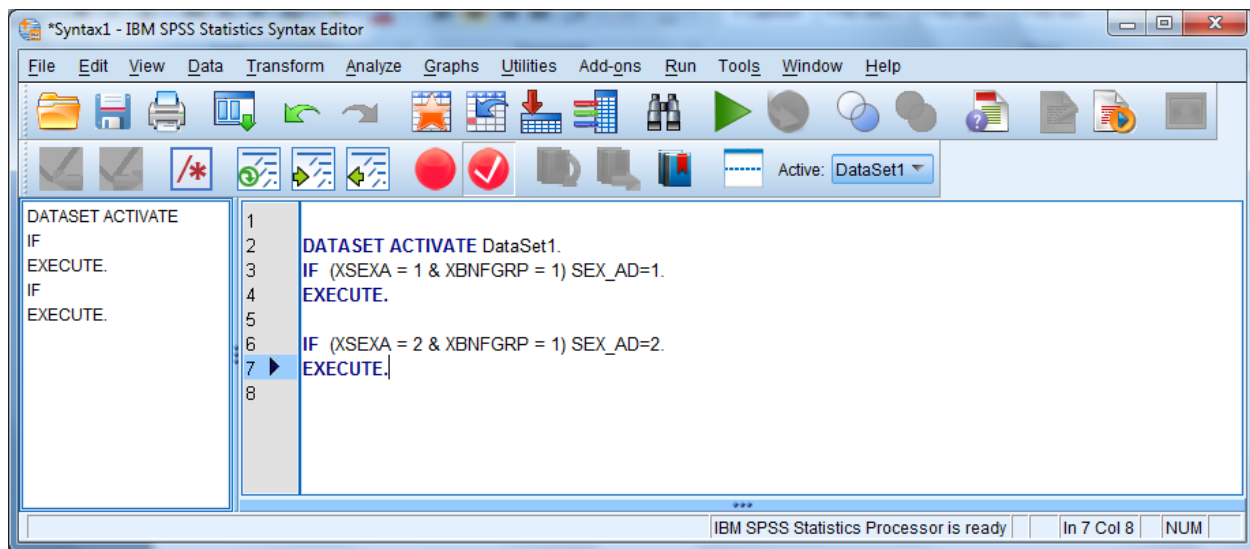 *Syntax1 - IBM SPSS Statistics Syntax Editor
File Edit View Data Transform Analyze Graphs Utilities Add-ons Run Tools Window Help
Active: DataSet1
DATASET ACTIVATE
IF
EXECUTE.
IF
EXECUTE.
1
2 DATASET ACTIVATE DataSet1.
3 IF (XSEXA = 1 & XBNFGRP = 1) SEX_AD=1.
4 EXECUTE.
5
6 IF (XSEXA = 2 & XBNFGRP = 1) SEX_AD=2.
7 EXECUTE.
8
IBM SPSS Statistics Processor is ready In 7 Col 8 NUM